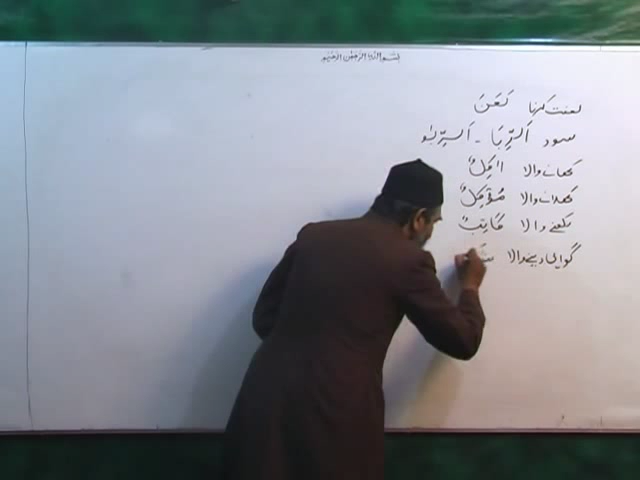 بسم اللہ الرحمن الرحیم
لعنت کرنا لَعَنَ
سود اَلرِّبَا - اَلرِّبٰو
کھانے والا اٰکِلٌ
کھلانے والا مُؤکِلٌ
لکھنے والا کَاتِبٌ
گواہی دینے والا شَ